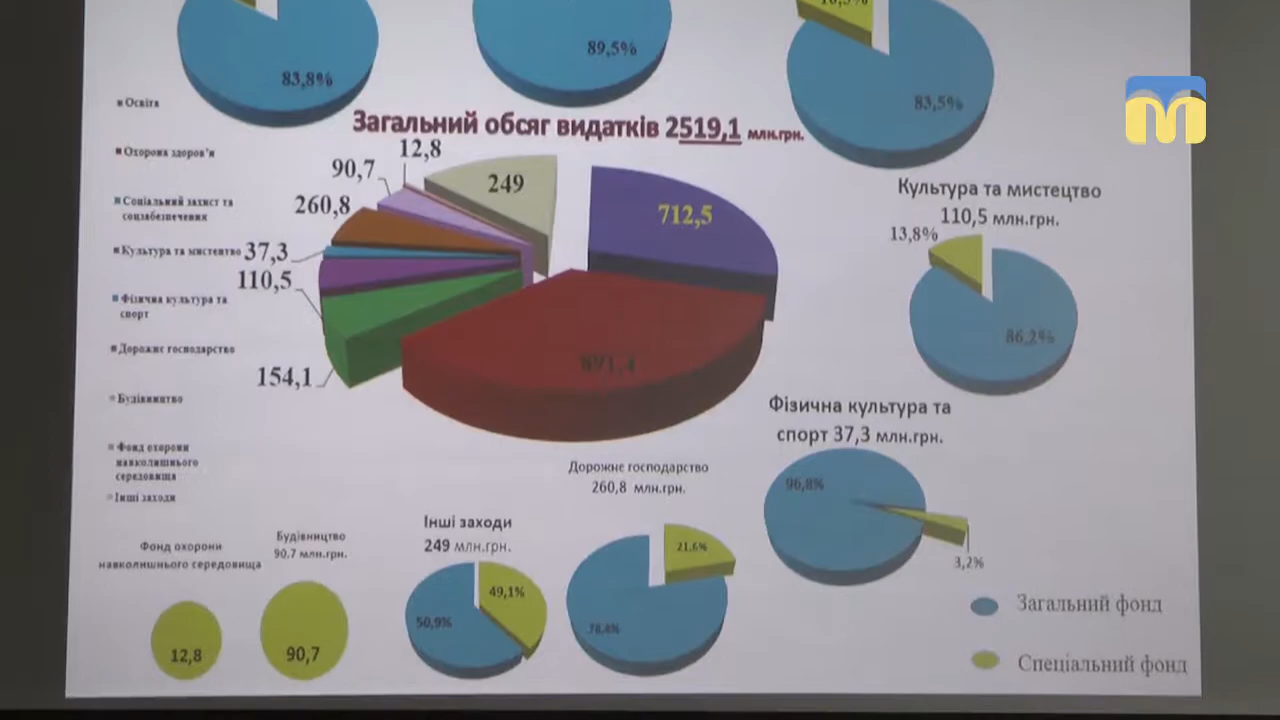 83,8%
89,5%
83,5%
Освіта
Охорона здоров'я
Соціальний захист та
соцзабезпечення
Культура та мистецтво
Фізична культура та
спорт
Дорожнє господарство
Будівництво
Фонд охорони
навколишнього
середовища
Інші заходи
Загальний обсяг видатків 2519,1 млн.грн.
12,8
90,7
260,8
37,3
110,5
154,1
249
712,5
Культура та мистецтво
110,5 млн.грн.
13,8%
86,2%
Фізична культура та
спорт 37,3 млн.грн.
96,8%
3,2%
Дорожнє господарство
260,8 млн.грн.
21.6%
78.4%
Інші заходи
249 млн.грн.
49,1%
50,9%
Будівництво
90.7 млн.грн.
90,7
Фонд охорони
навколишнього середовища
12,8
Загальний фонд
Спеціальний фонд